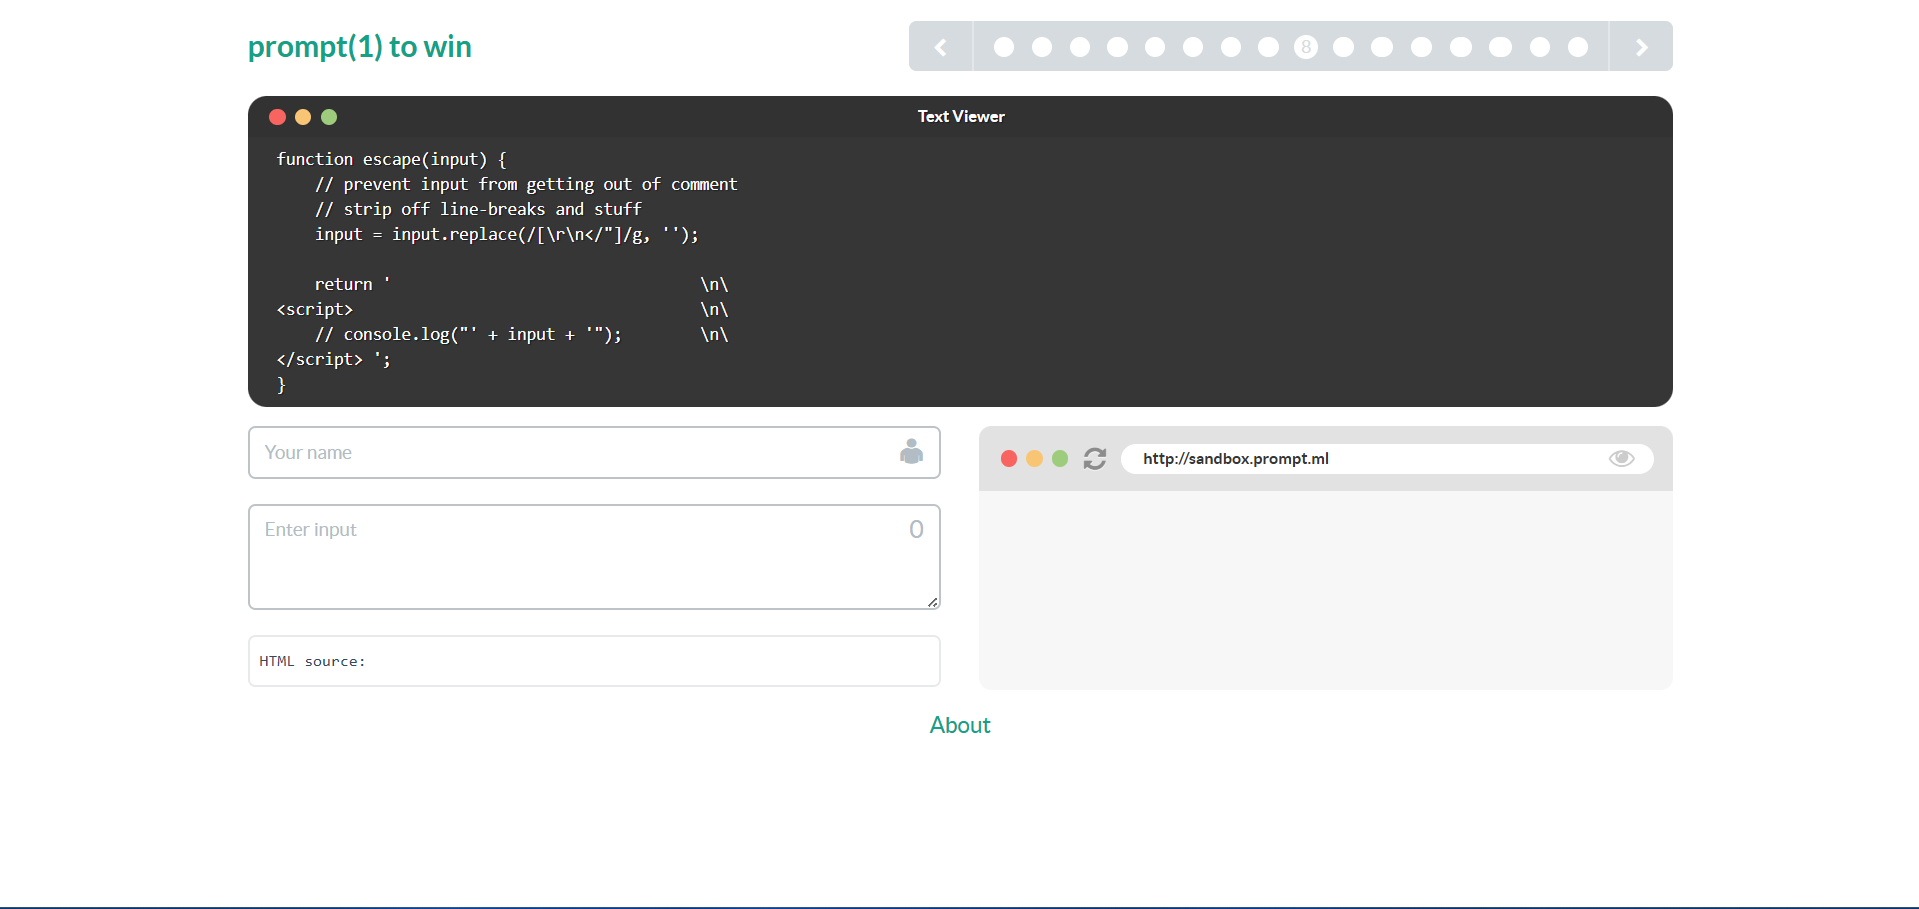 prompt(1) to win
8
Text Viewer
function escape(input) {
    // prevent input from getting out of comment
    // strip off line-breaks and stuff
    input = input.replace(/[\r\n</"]/g, '');

    return '                                \n\
<script>                                    \n\
    // console.log("' + input + '");        \n\
</script> ';
}
Your name
http://sandbox.prompt.ml
Enter input
0
HTML source:
About